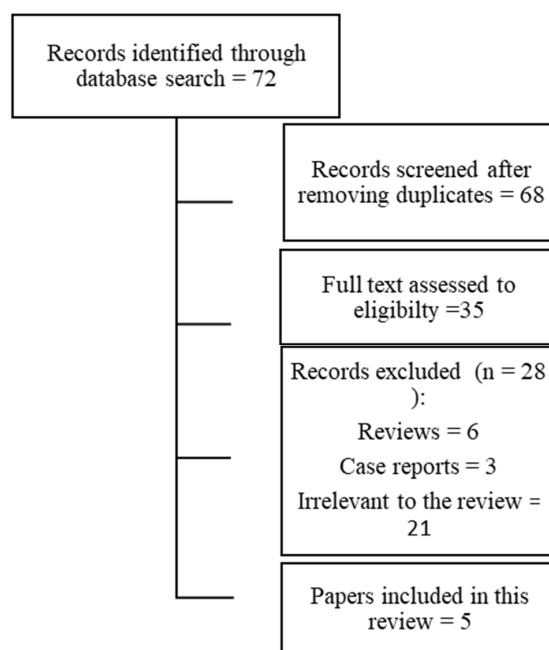 Records identified through
database search = 72
Records screened after
removing duplicates = 68
Full text assessed to
eligibilty =35
Records excluded (n = 28
):
Reviews = 6
Case reports = 3
Irrelevant to the review =
21
Papers included in this
review = 5